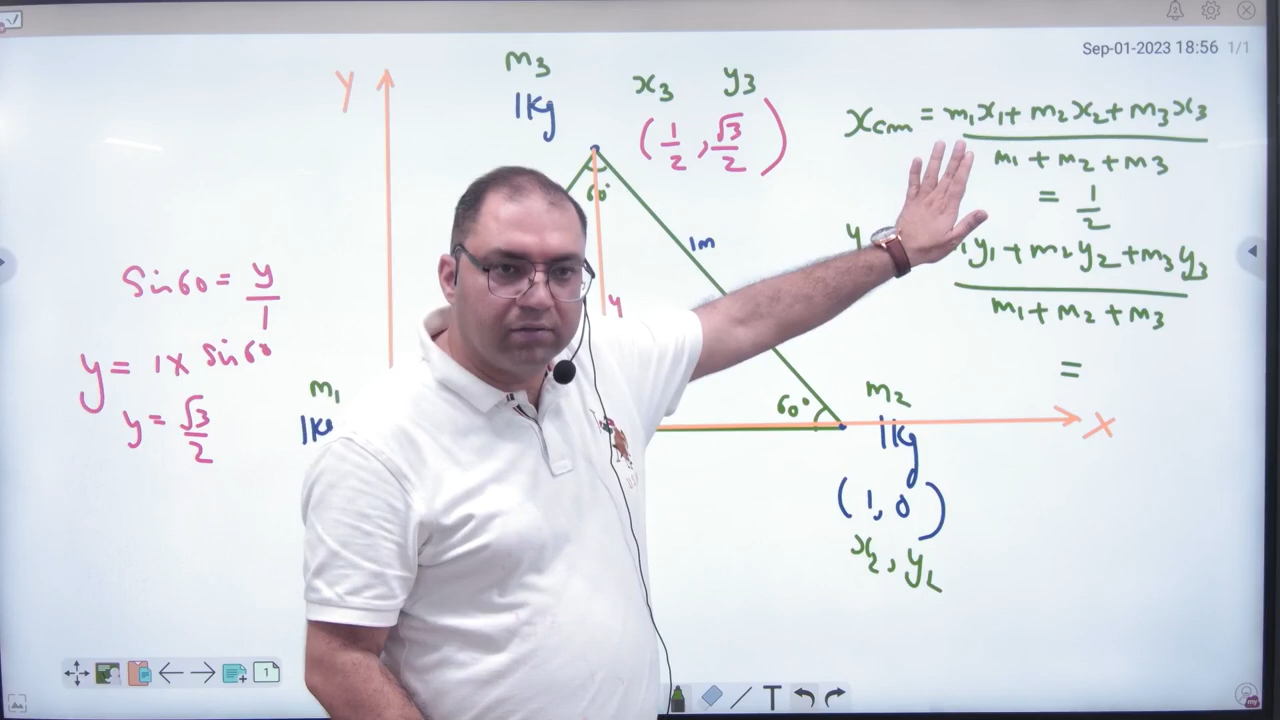 Sep-01-2023 18:56 1/1
Y
m₃
1Kg
x₃ y₃
(1/2, √3/2)
xcm = m₁x₁ + m₂x₂ + m₃x₃
m₁ + m₂ + m₃
= 1/2
60°
1m
y
y₁ + m₂y₂ + m₃y₃
m₁ + m₂ + m₃
=
Sin60 = y/1
y = 1x Sin60
y = √3/2
y
m₁
60°
m₂
1Kg
X
(1, 0)
x₂, y₂
1
T